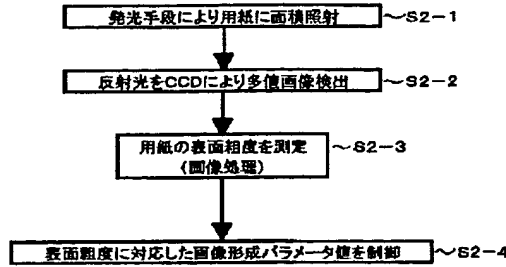 発光手段により用紙に面積照射 ～S2-1
反射光をCCDにより多値画像検出 ～S2-2
用紙の表面粗度を測定 ～S2-3
(画像処理)
表面粗度に対応した画像形成パラメータ値を制御 ～S2-4